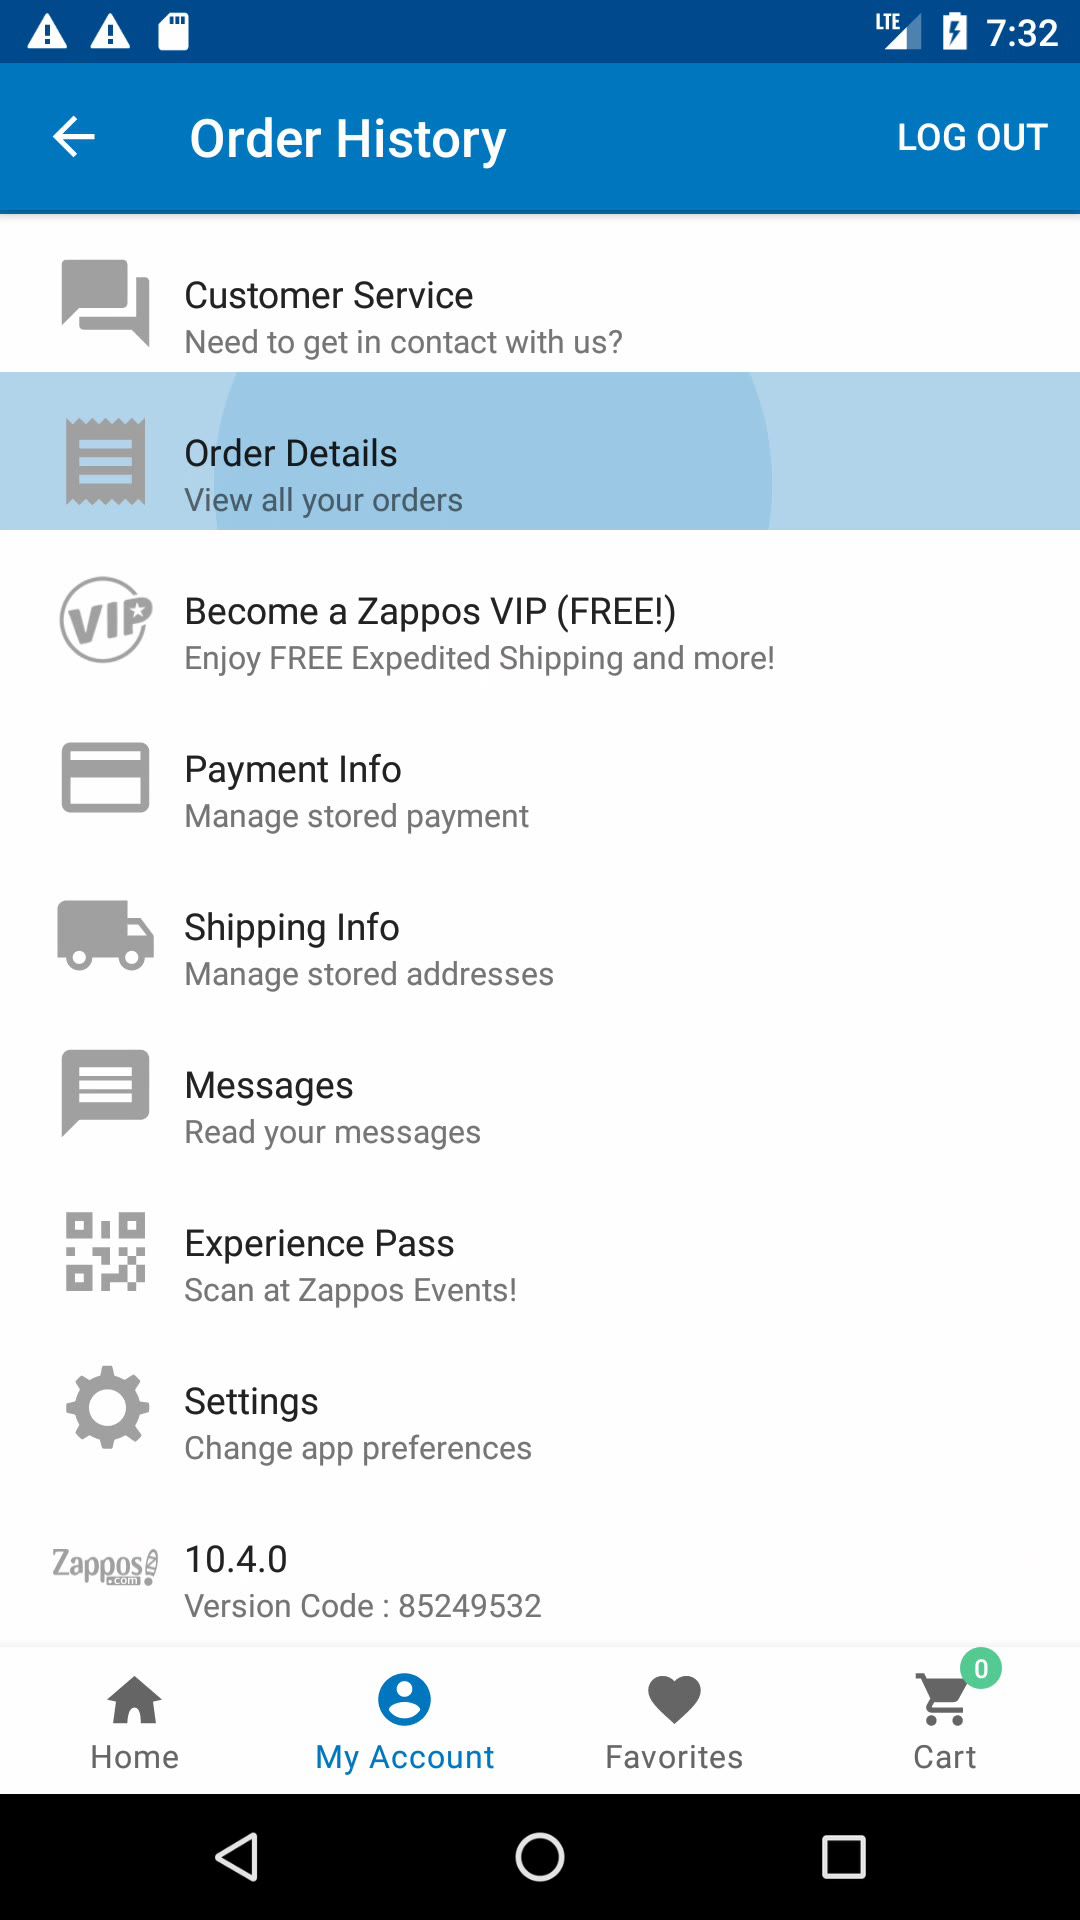 LTE 7:32
Order History LOG OUT
Customer Service
Need to get in contact with us?
Order Details
View all your orders
VIP
Become a Zappos VIP (FREE!)
Enjoy FREE Expedited Shipping and more!
Payment Info
Manage stored payment
Shipping Info
Manage stored addresses
Messages
Read your messages
Experience Pass
Scan at Zappos Events!
Settings
Change app preferences
Zappos
.com
10.4.0
Version Code : 85249532
0
Home My Account Favorites Cart